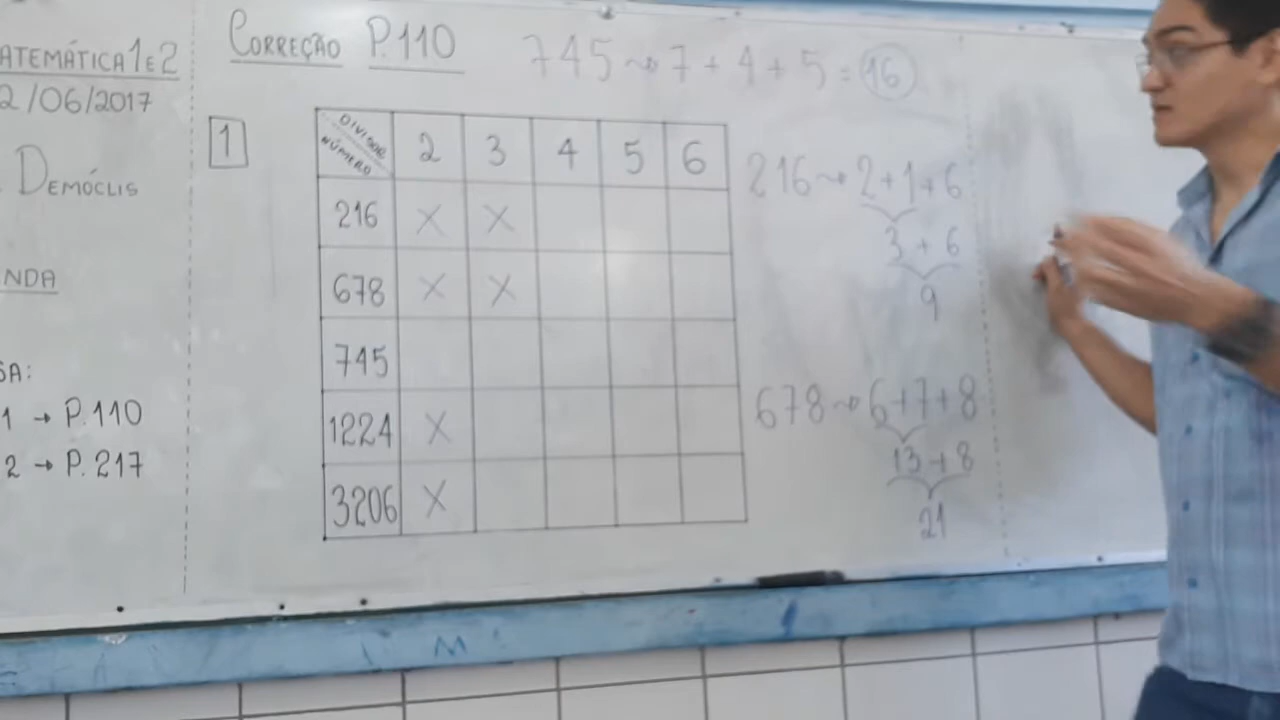 ATEMÁTICA 1 E 2
2/06/2017
DEMÓCLIS
NDA
SA:
1 → P. 110
2 → P. 217
CORREÇÃO P. 110
745 → 7 + 4 + 5 = 16
1
DIVISOR
NÚMERO
2 3 4 5 6
216 X X
678 X X
745
1224 X
3206 X
216 → 2 + 1 + 6
3 + 6
9
678 → 6 + 7 + 8
13 + 8
21